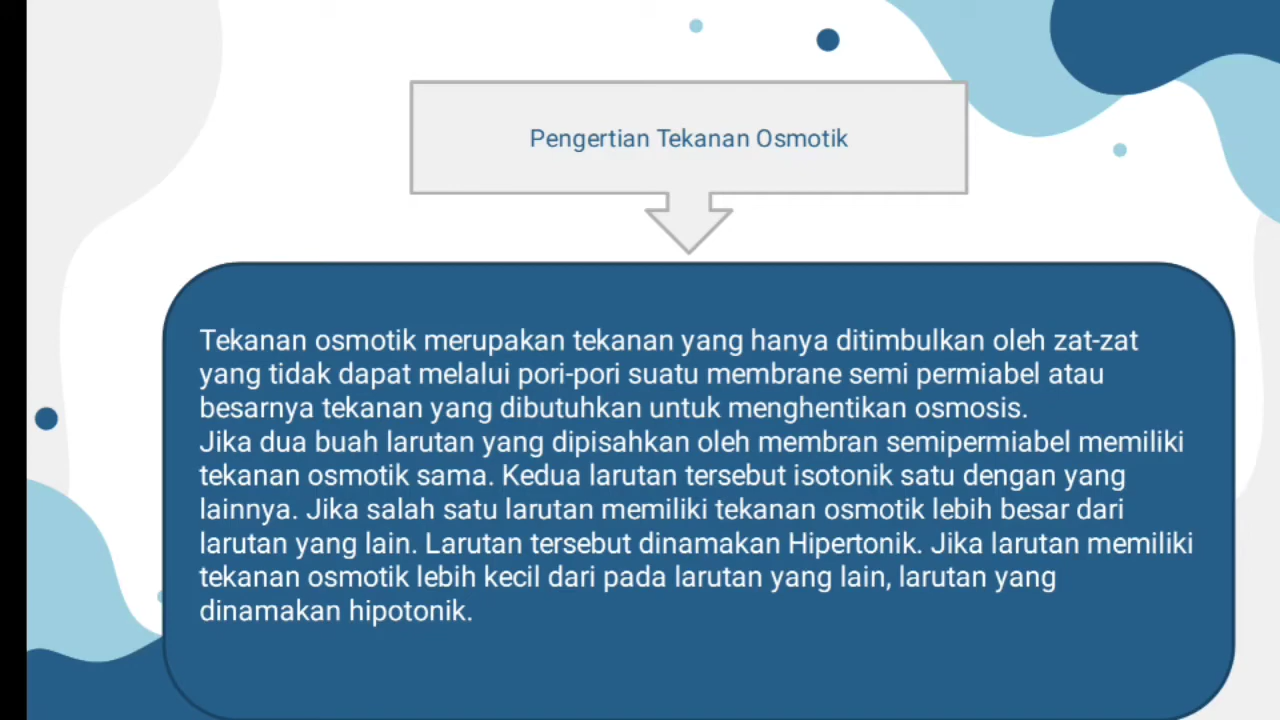 Pengertian Tekanan Osmotik
Tekanan osmotik merupakan tekanan yang hanya ditimbulkan oleh zat-zat
yang tidak dapat melalui pori-pori suatu membrane semi permiabel atau
besarnya tekanan yang dibutuhkan untuk menghentikan osmosis.
Jika dua buah larutan yang dipisahkan oleh membran semipermiabel memiliki
tekanan osmotik sama. Kedua larutan tersebut isotonik satu dengan yang
lainnya. Jika salah satu larutan memiliki tekanan osmotik lebih besar dari
larutan yang lain. Larutan tersebut dinamakan Hipertonik. Jika larutan memiliki
tekanan osmotik lebih kecil dari pada larutan yang lain, larutan yang
dinamakan hipotonik.